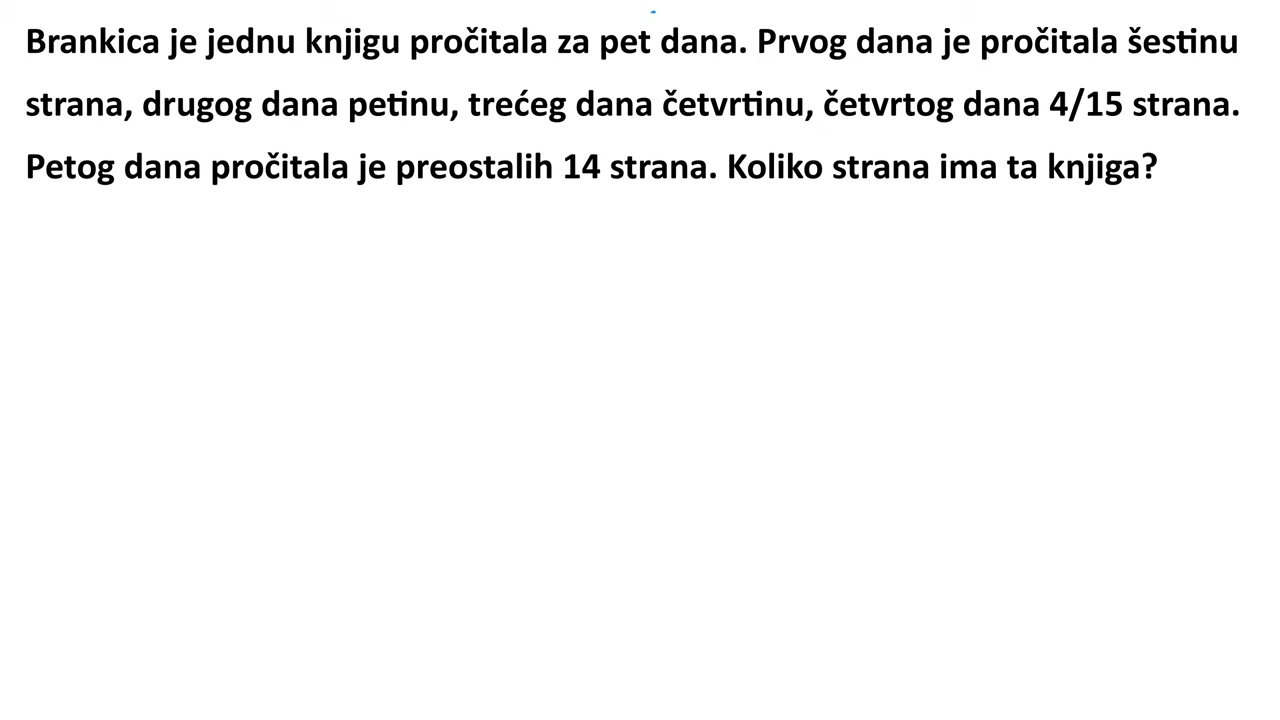 Brankica je jednu knjigu pročitala za pet dana. Prvog dana je pročitala šestinu
strana, drugog dana petinu, trećeg dana četvrtinu, četvrtog dana 4/15 strana.
Petog dana pročitala je preostalih 14 strana. Koliko strana ima ta knjiga?